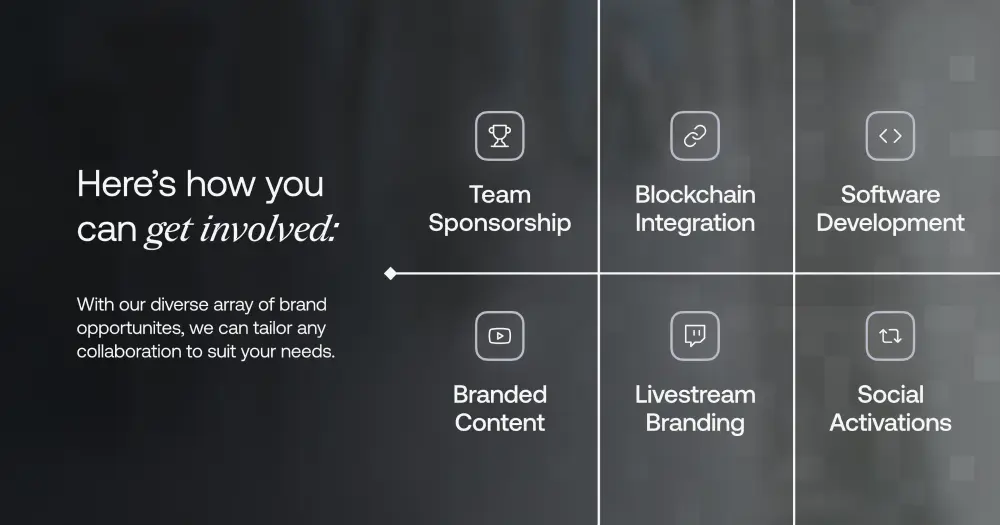 Here's how you
can get involved:
With our diverse array of brand
opportunites, we can tailor any
collaboration to suit your needs.
Team
Sponsorship
Blockchain
Integration
Software
Development
Branded
Content
Livestream
Branding
Social
Activations